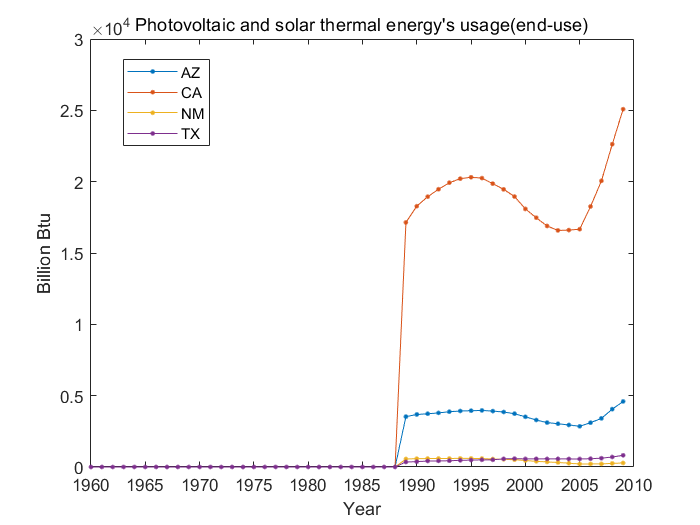 ×10⁴ Photovoltaic and solar thermal energy's usage(end-use)
3
2.5
2
1.5
1
0.5
0
Billion Btu
AZ
CA
NM
TX
1960 1965 1970 1975 1980 1985 1990 1995 2000 2005 2010
Year